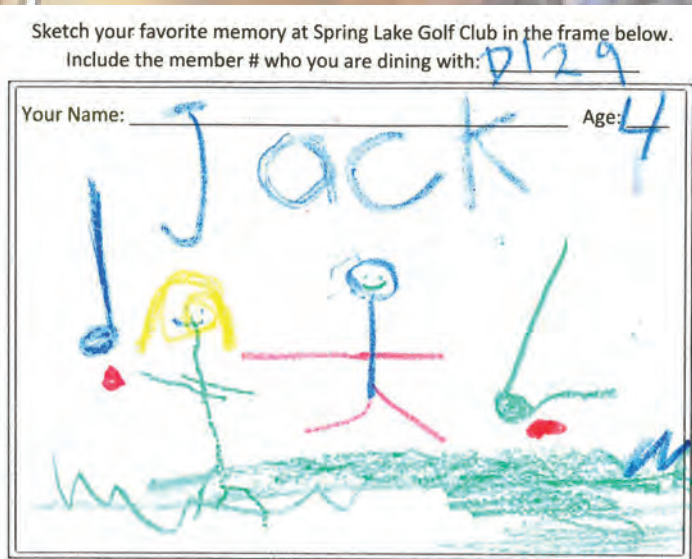 Sketch your favorite memory at Spring Lake Golf Club in the frame below.
Include the member # who you are dining with: D129
Your Name: Jack Age: 4